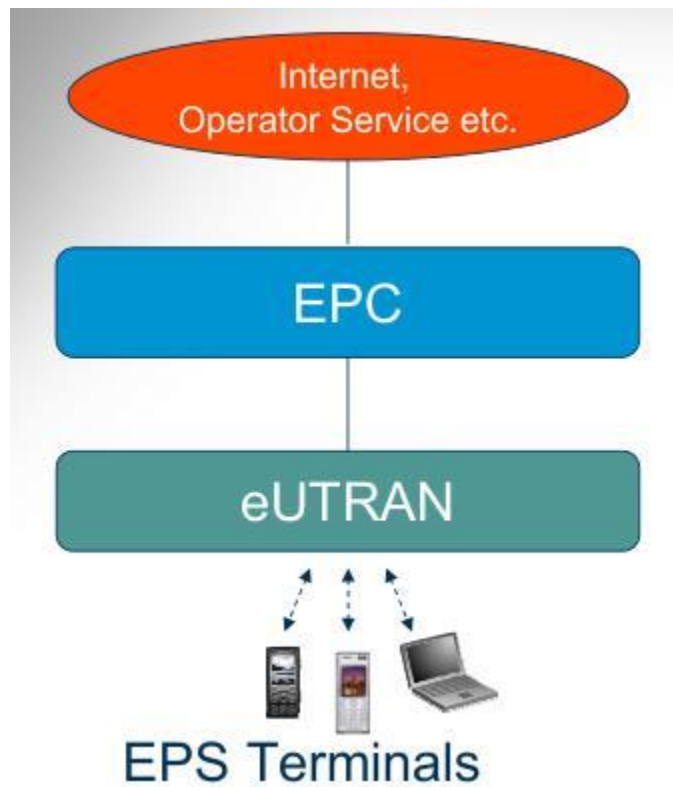 Internet,
Operator Service etc.
EPC
eUTRAN
EPS Terminals